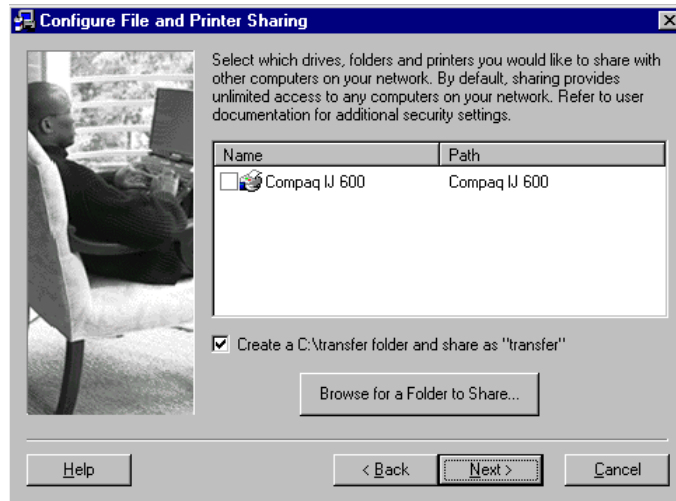 Configure File and Printer Sharing
Select which drives, folders and printers you would like to share with
other computers on your network. By default, sharing provides
unlimited access to any computers on your network. Refer to user
documentation for additional security settings.
Name Path
Compaq IJ 600 Compaq IJ 600
Create a C:\transfer folder and share as "transfer"
Browse for a Folder to Share...
Help < Back Next > Cancel